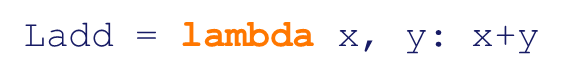 Ladd = lambda x, y: x+y